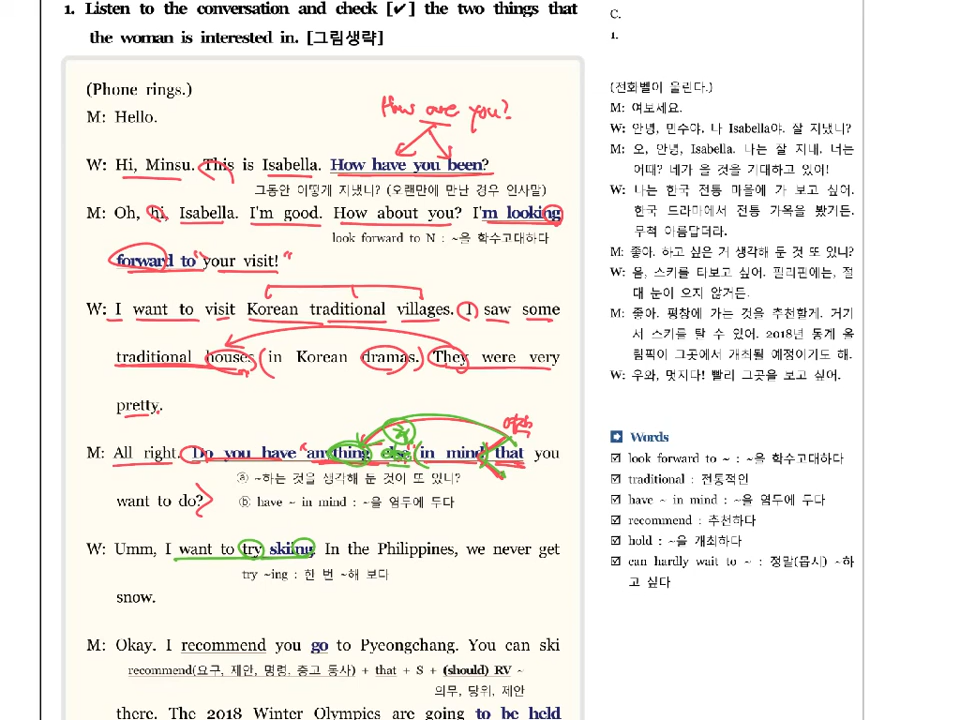 1. Listen to the conversation and check [✔] the two things that
the woman is interested in. [그림생략]
(Phone rings.)
M: Hello.
How are you?
W: Hi, Minsu. This is Isabella. How have you been?
그동안 어떻게 지냈니? (오랜만에 만난 경우 인사말)
M: Oh, hi, Isabella. I'm good. How about you? I'm looking
look forward to N : ~을 학수고대하다
forward to your visit!
W: I want to visit Korean traditional villages. I saw some
traditional houses in Korean dramas. They were very
pretty.
M: All right. Do you have anything else in mind that you
ⓐ ~하는 것을 생각해 둔 것이 또 있니?
want to do?
ⓑ have ~ in mind : ~을 염두에 두다
W: Umm, I want to try skiing. In the Philippines, we never get
try ~ing : 한 번 ~해 보다
snow.
M: Okay. I recommend you go to Pyeongchang. You can ski
recommend(요구, 제안, 명령, 충고 동사) + that + S + (should) RV ~
의무, 당위, 제안
there. The 2018 Winter Olympics are going to be held
C.
1.
(전화벨이 울린다.)
M: 여보세요.
W: 안녕, 민수야, 나 Isabella야. 잘 지냈니?
M: 오, 안녕, Isabella. 나는 잘 지내. 너는
어때? 네가 올 것을 기대하고 있어!
W: 나는 한국 전통 마을에 가 보고 싶어.
한국 드라마에서 전통 가옥을 봤거든.
무척 아름답더라.
M: 좋아. 하고 싶은 거 생각해 둔 것 또 있니?
W: 음, 스키를 타보고 싶어. 필리핀에는, 절
대 눈이 오지 않거든.
M: 좋아. 평창에 가는 것을 추천할게. 거기
서 스키를 탈 수 있어. 2018년 동계 올
림픽이 그곳에서 개최될 예정이기도 해.
W: 우와, 멋지다! 빨리 그곳을 보고 싶어.
Words
☑ look forward to ~ : ~을 학수고대하다
☑ traditional : 전통적인
☑ have ~ in mind : ~을 염두에 두다
☑ recommend : 추천하다
☑ hold : ~을 개최하다
☑ can hardly wait to ~ : 정말(몹시) ~하
고 싶다